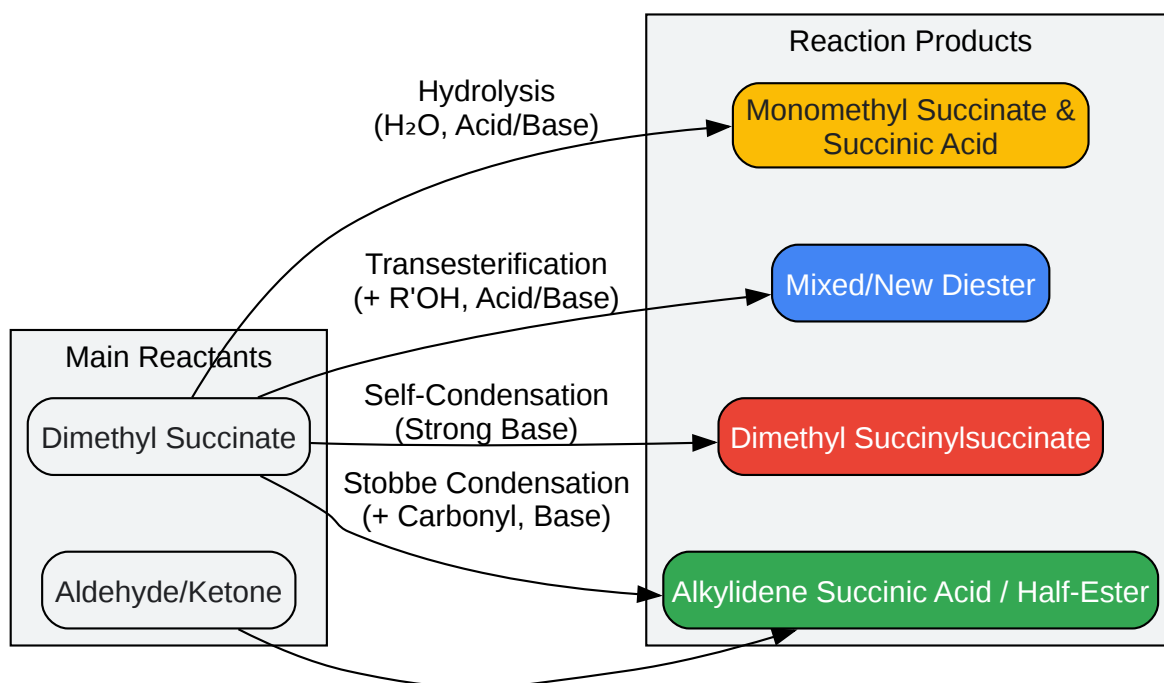 Reaction Products
Hydrolysis
(H₂O, Acid/Base)
Monomethyl Succinate &
Succinic Acid
Transesterification
(+ R'OH, Acid/Base)
Mixed/New Diester
Main Reactants
Dimethyl Succinate
Self-Condensation
(Strong Base)
Dimethyl Succinylsuccinate
Stobbe Condensation
(+ Carbonyl, Base)
Aldehyde/Ketone
Alkylidene Succinic Acid / Half-Ester